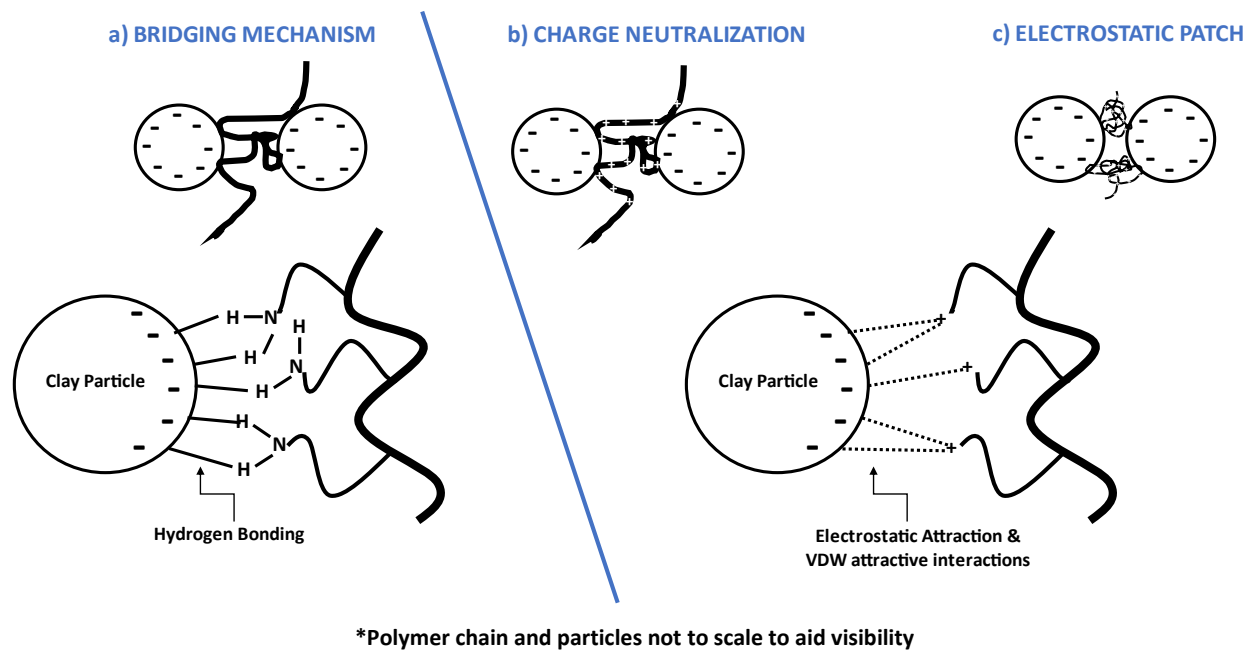 a) BRIDGING MECHANISM
b) CHARGE NEUTRALIZATION
c) ELECTROSTATIC PATCH
Clay Particle
H
N
H
H
N
H
H
N
H
Hydrogen Bonding
Clay Particle
+
+
+
Electrostatic Attraction &
VDW attractive interactions
*Polymer chain and particles not to scale to aid visibility